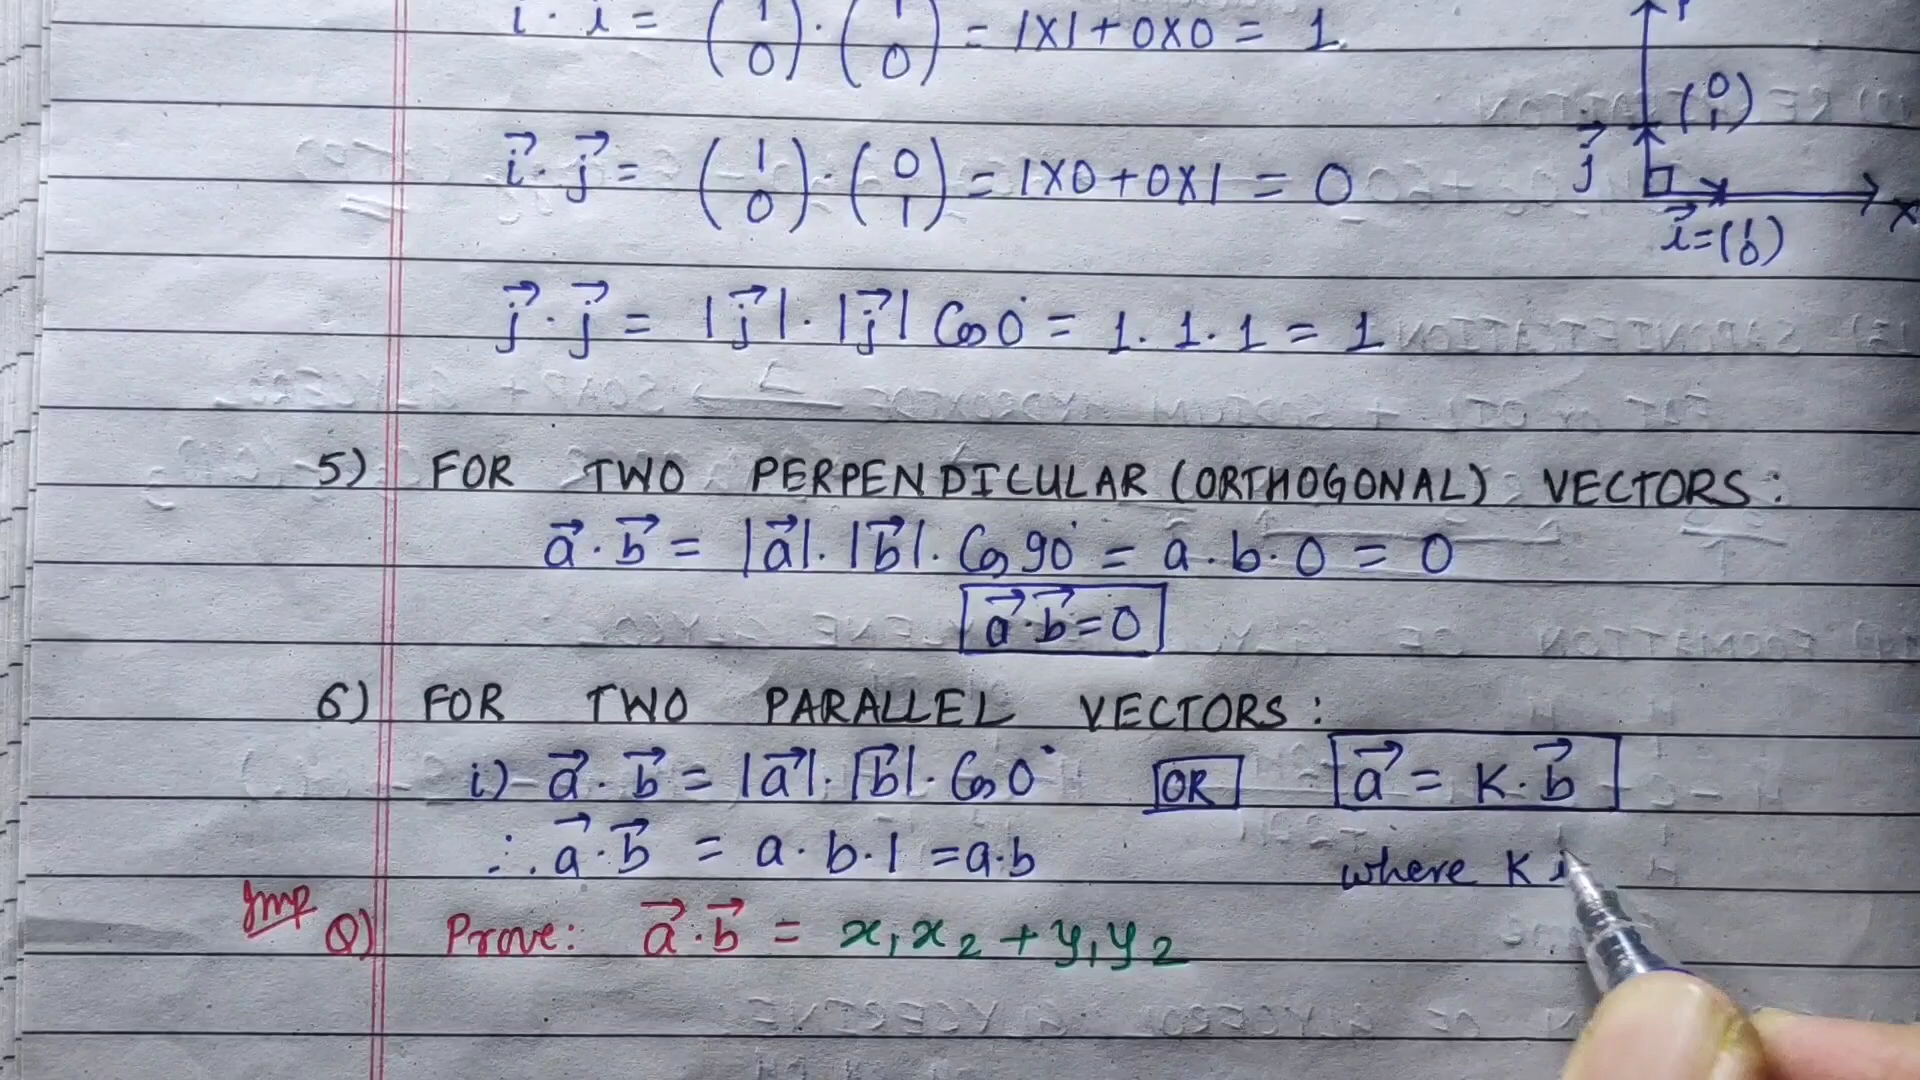 i · i = (1 0) · (1 0) = 1×1+0×0 = 1
Y
(0 1)
i⃗ · j⃗ = (1 0) · (0 1) = 1×0+0×1 = 0
j⃗
X
i⃗=(1 0)
j⃗ · j⃗ = |j⃗| · |j⃗| Cos 0° = 1 . 1 . 1 = 1
5) FOR TWO PERPENDICULAR (ORTHOGONAL) VECTORS :
a⃗ · b⃗ = |a⃗| · |b⃗| · Cos 90° = a · b · 0 = 0
a⃗ · b⃗ = 0
6) FOR TWO PARALLEL VECTORS :
i) a⃗ · b⃗ = |a⃗| · |b⃗| · Cos 0° OR a⃗ = K · b⃗
∴ a⃗ · b⃗ = a · b · 1 = a · b where K i
Imp
Q) Prove : a⃗ · b⃗ = x₁x₂ + y₁y₂